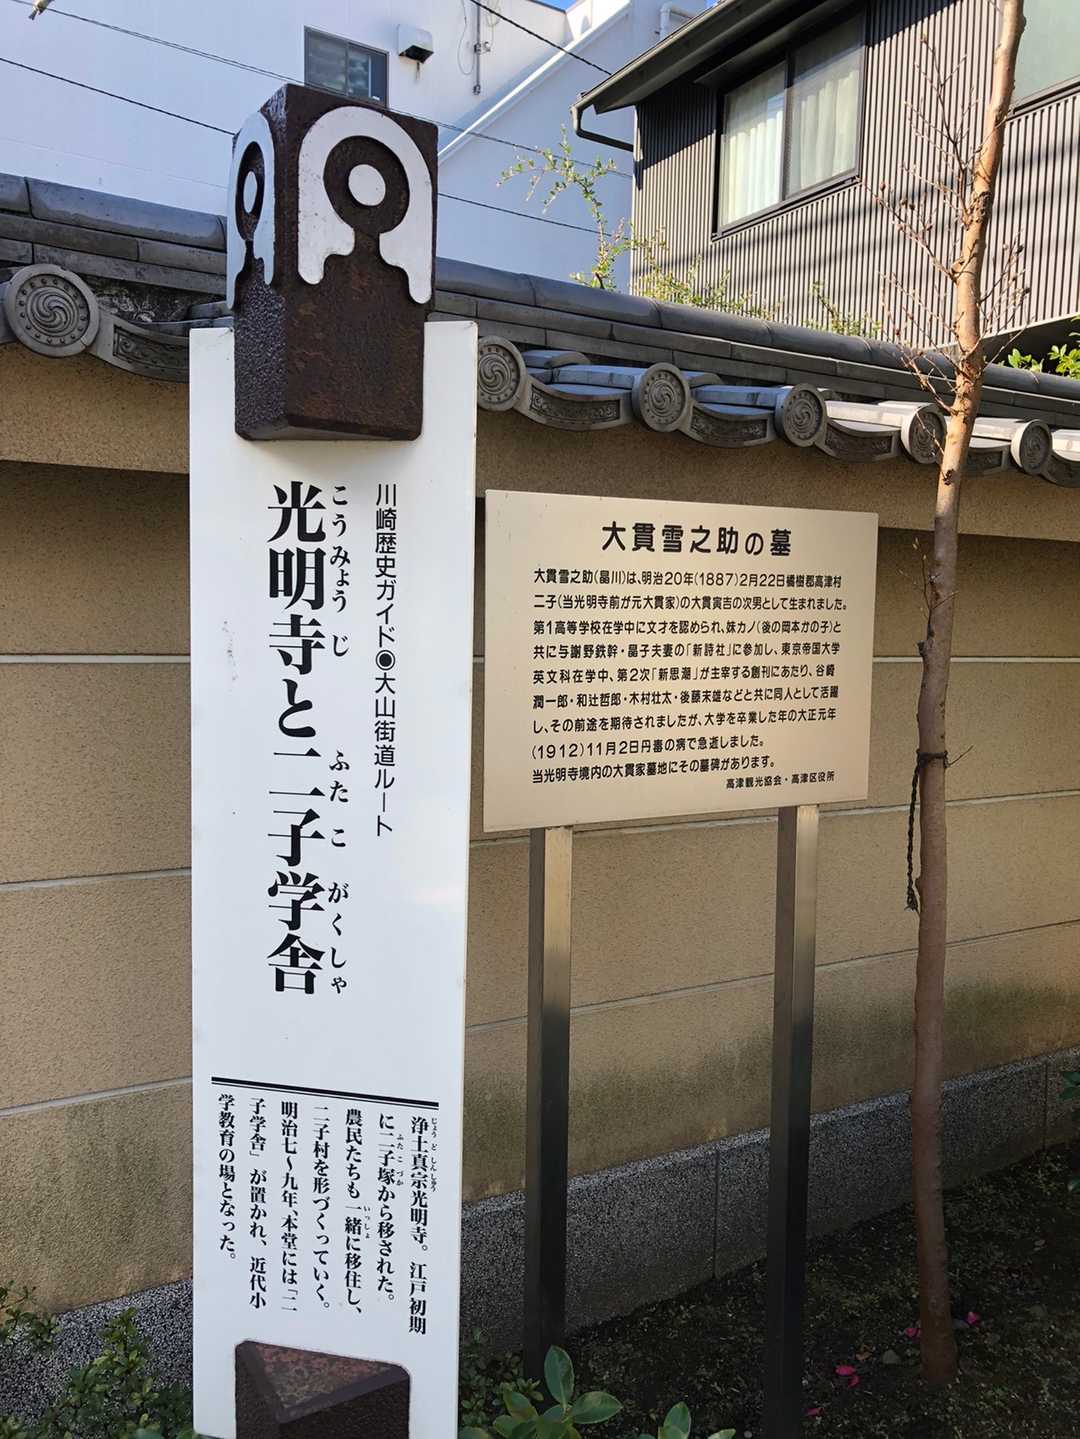 川崎歴史ガイド◉大山街道ルート
こうみょうじ ふたこがくしゃ
光明寺と二子学舎
じょうどしんしゅう
浄土真宗光明寺。江戸初期
ふたこづか
に二子塚から移された。
いっしょ
農民たちも一緒に移住し、
二子村を形づくっていく。
明治七〜九年、本堂には「二
子学舎」が置かれ、近代小
学教育の場となった。
大貫雪之助の墓
大貫雪之助(晶川)は、明治20年(1887)2月22日橘樹郡高津村
二子(当光明寺前が元大貫家)の大貫寅吉の次男として生まれました。
第1高等学校在学中に文才を認められ、妹カノ(後の岡本かの子)と
共に与謝野鉄幹・晶子夫妻の「新詩社」に参加し、東京帝国大学
英文科在学中、第2次「新思潮」が主宰する創刊にあたり、谷崎
潤一郎・和辻哲郎・木村壮太・後藤末雄などと共に同人として活躍
し、その前途を期待されましたが、大学を卒業した年の大正元年
(1912)11月2日丹毒の病で急逝しました。
当光明寺境内の大貫家墓地にその墓碑があります。
高津観光協会・高津区役所